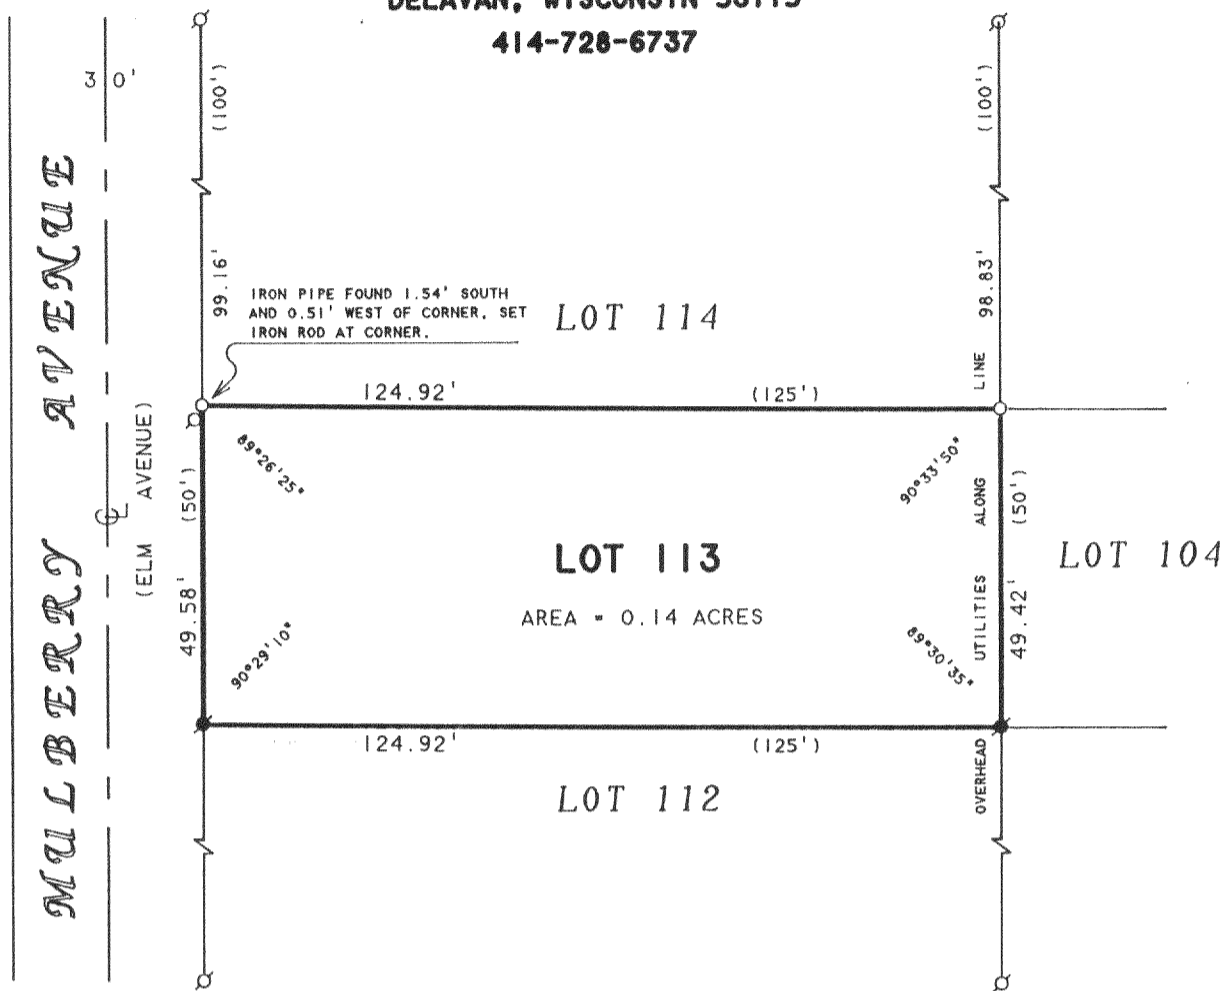 DELAVAN, WISCONSIN 53115
414-728-6737
30'
(100')
(100')
MULBERRY AVENUE
99.16'
98.83'
IRON PIPE FOUND 1.54' SOUTH
AND 0.51' WEST OF CORNER, SET
IRON ROD AT CORNER.
LOT 114
124.92'
(125')
(ELM AVENUE)
℄
89°26'25"
90°33'50"
(50')
(50')
LOT 113
AREA = 0.14 ACRES
LOT 104
49.58'
49.42'
90°29'10"
89°30'35"
OVERHEAD UTILITIES ALONG LINE
124.92'
(125')
LOT 112